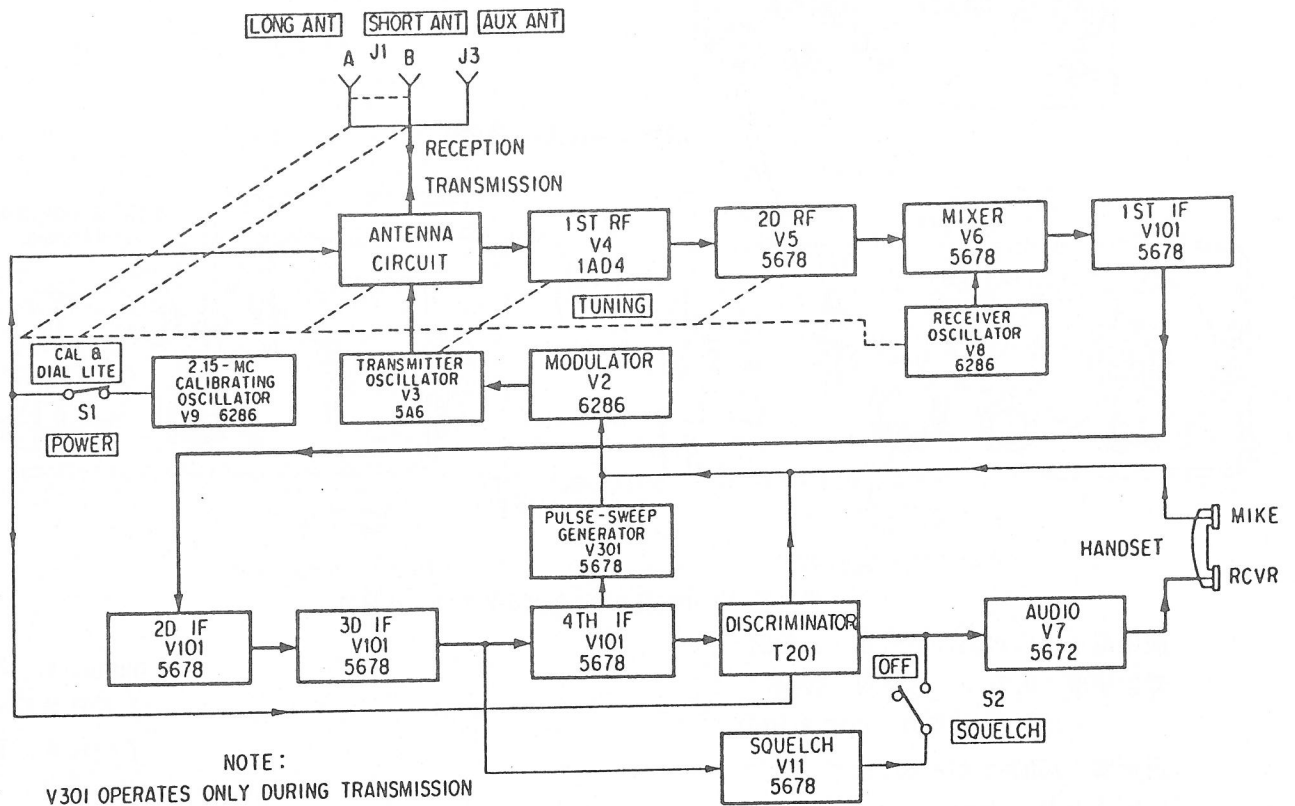 LONG ANT
SHORT ANT
AUX ANT
A
J1
B
J3
RECEPTION
TRANSMISSION
ANTENNA
CIRCUIT
1ST RF
V4
1AD4
2D RF
V5
5678
MIXER
V6
5678
1ST IF
V101
5678
TUNING
RECEIVER
OSCILLATOR
V8
6286
CAL &
DIAL LITE
S1
POWER
2.15-MC
CALIBRATING
OSCILLATOR
V9 6286
TRANSMITTER
OSCILLATOR
V3
5A6
MODULATOR
V2
6286
PULSE-SWEEP
GENERATOR
V301
5678
HANDSET
MIKE
RCVR
2D IF
V101
5678
3D IF
V101
5678
4TH IF
V101
5678
DISCRIMINATOR
T201
AUDIO
V7
5672
OFF
S2
SQUELCH
SQUELCH
V11
5678
NOTE:
V301 OPERATES ONLY DURING TRANSMISSION